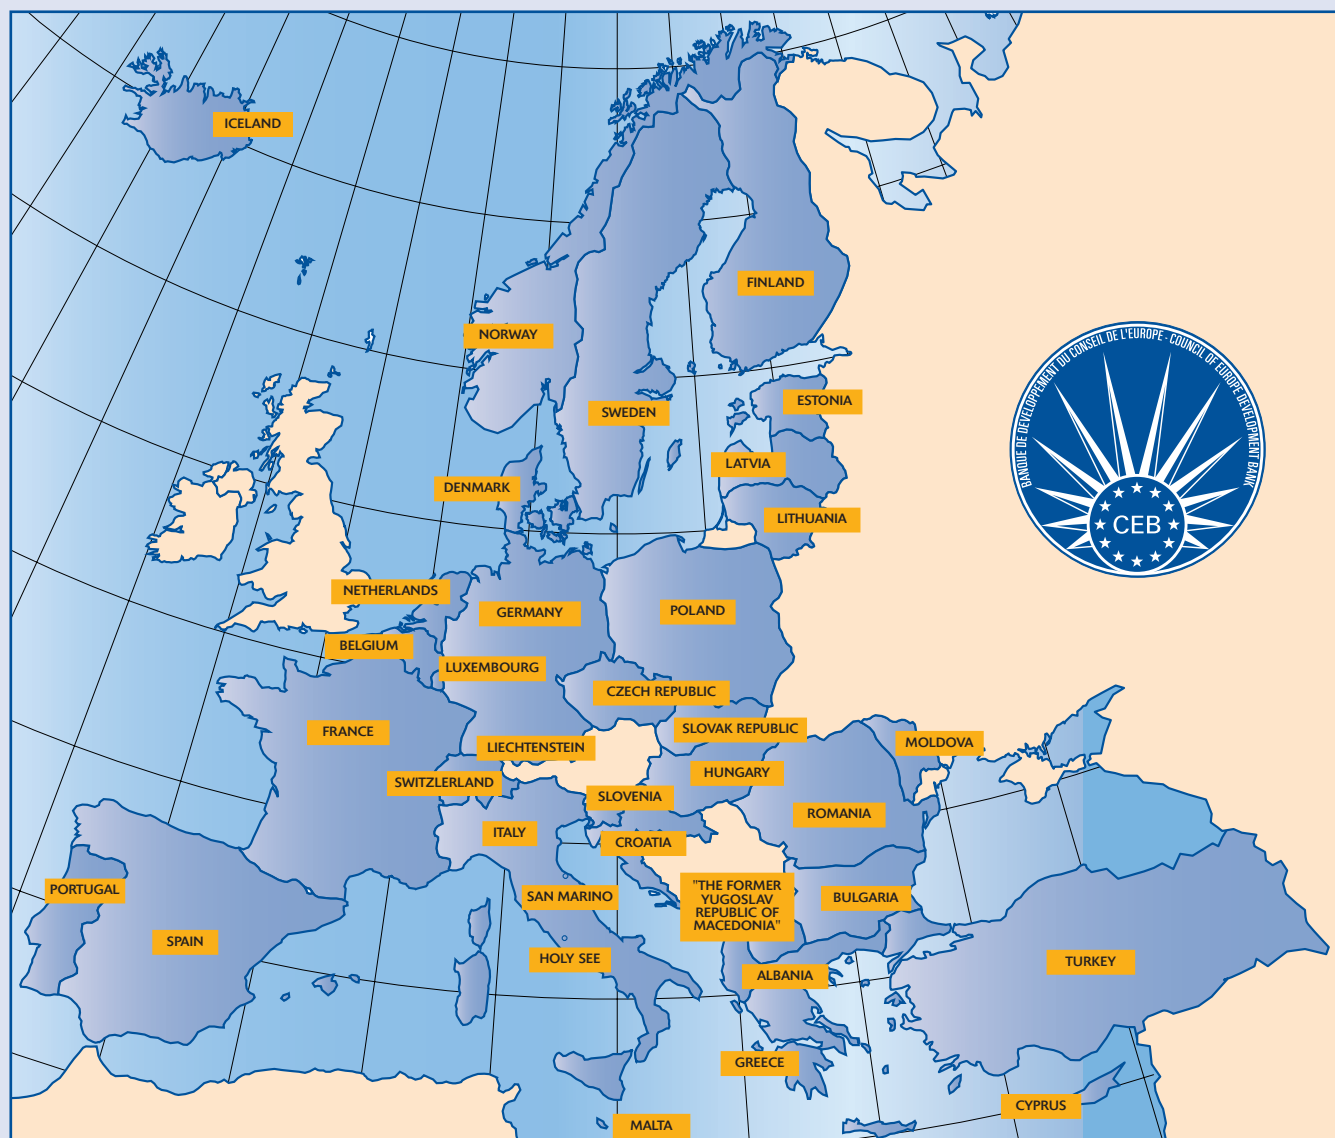 ICELAND
FINLAND
NORWAY
BANQUE DE DEVELOPPEMENT DU CONSEIL DE L'EUROPE - COUNCIL OF EUROPE DEVELOPMENT BANK
CEB
SWEDEN
ESTONIA
LATVIA
DENMARK
LITHUANIA
NETHERLANDS
GERMANY
POLAND
BELGIUM
LUXEMBOURG
CZECH REPUBLIC
FRANCE
SLOVAK REPUBLIC
LIECHTENSTEIN
MOLDOVA
SWITZERLAND
HUNGARY
SLOVENIA
ROMANIA
ITALY
CROATIA
PORTUGAL
SAN MARINO
"THE FORMER
YUGOSLAV
REPUBLIC OF
MACEDONIA"
BULGARIA
SPAIN
HOLY SEE
TURKEY
ALBANIA
GREECE
CYPRUS
MALTA